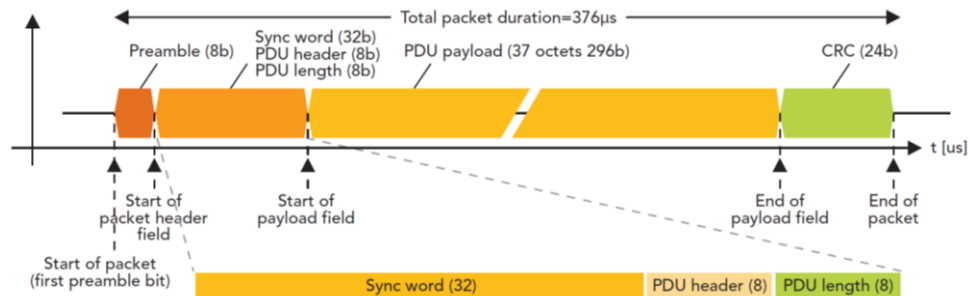 Total packet duration=376µs
Preamble (8b)
Sync word (32b)
PDU header (8b)
PDU length (8b)
PDU payload (37 octets 296b)
CRC (24b)
t [us]
Start of
packet header
field
Start of
payload field
End of
payload field
End of
packet
Start of packet
(first preamble bit)
Sync word (32)
PDU header (8)
PDU length (8)